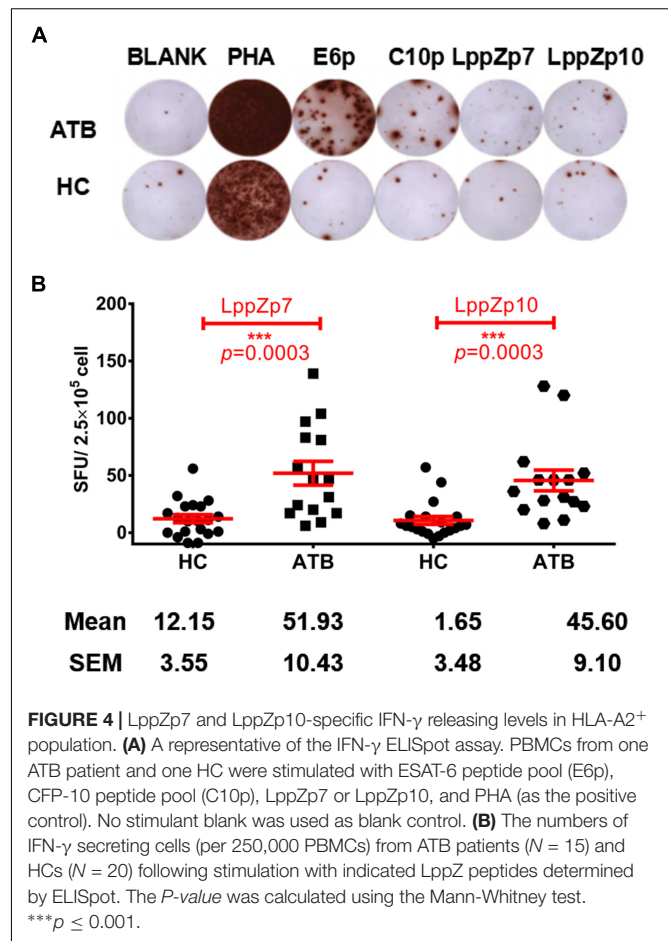 A
BLANK PHA E6p C10p LppZp7 LppZp10
ATB
HC
B
200
150
100
50
0
SFU/ 2.5×10⁵ cell
LppZp7
***
p=0.0003
LppZp10
***
p=0.0003
HC ATB HC ATB
Mean 12.15 51.93 1.65 45.60
SEM 3.55 10.43 3.48 9.10
FIGURE 4 | LppZp7 and LppZp10-specific IFN-γ releasing levels in HLA-A2⁺
population. (A) A representative of the IFN-γ ELISpot assay. PBMCs from one
ATB patient and one HC were stimulated with ESAT-6 peptide pool (E6p),
CFP-10 peptide pool (C10p), LppZp7 or LppZp10, and PHA (as the positive
control). No stimulant blank was used as blank control. (B) The numbers of
IFN-γ secreting cells (per 250,000 PBMCs) from ATB patients (N = 15) and
HCs (N = 20) following stimulation with indicated LppZ peptides determined
by ELISpot. The P-value was calculated using the Mann-Whitney test.
***p ≤ 0.001.